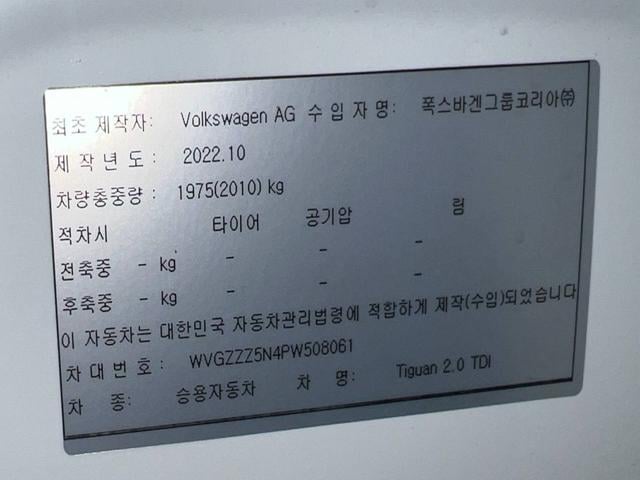 최초 제작자: Volkswagen AG 수 입 자 명: 폭스바겐그룹코리아㈜
제 작 년 도 : 2022.10
차량총중량 : 1975(2010) kg
적차시 타이어 공기압 림
전축중 - kg - - -
후축중 - kg - - -
이 자동차는 대한민국 자동차관리법령에 적합하게 제작(수입)되었습니다
차 대 번 호 : WVGZZZ5N4PW508061
차 종: 승용자동차 차 명: Tiguan 2.0 TDI